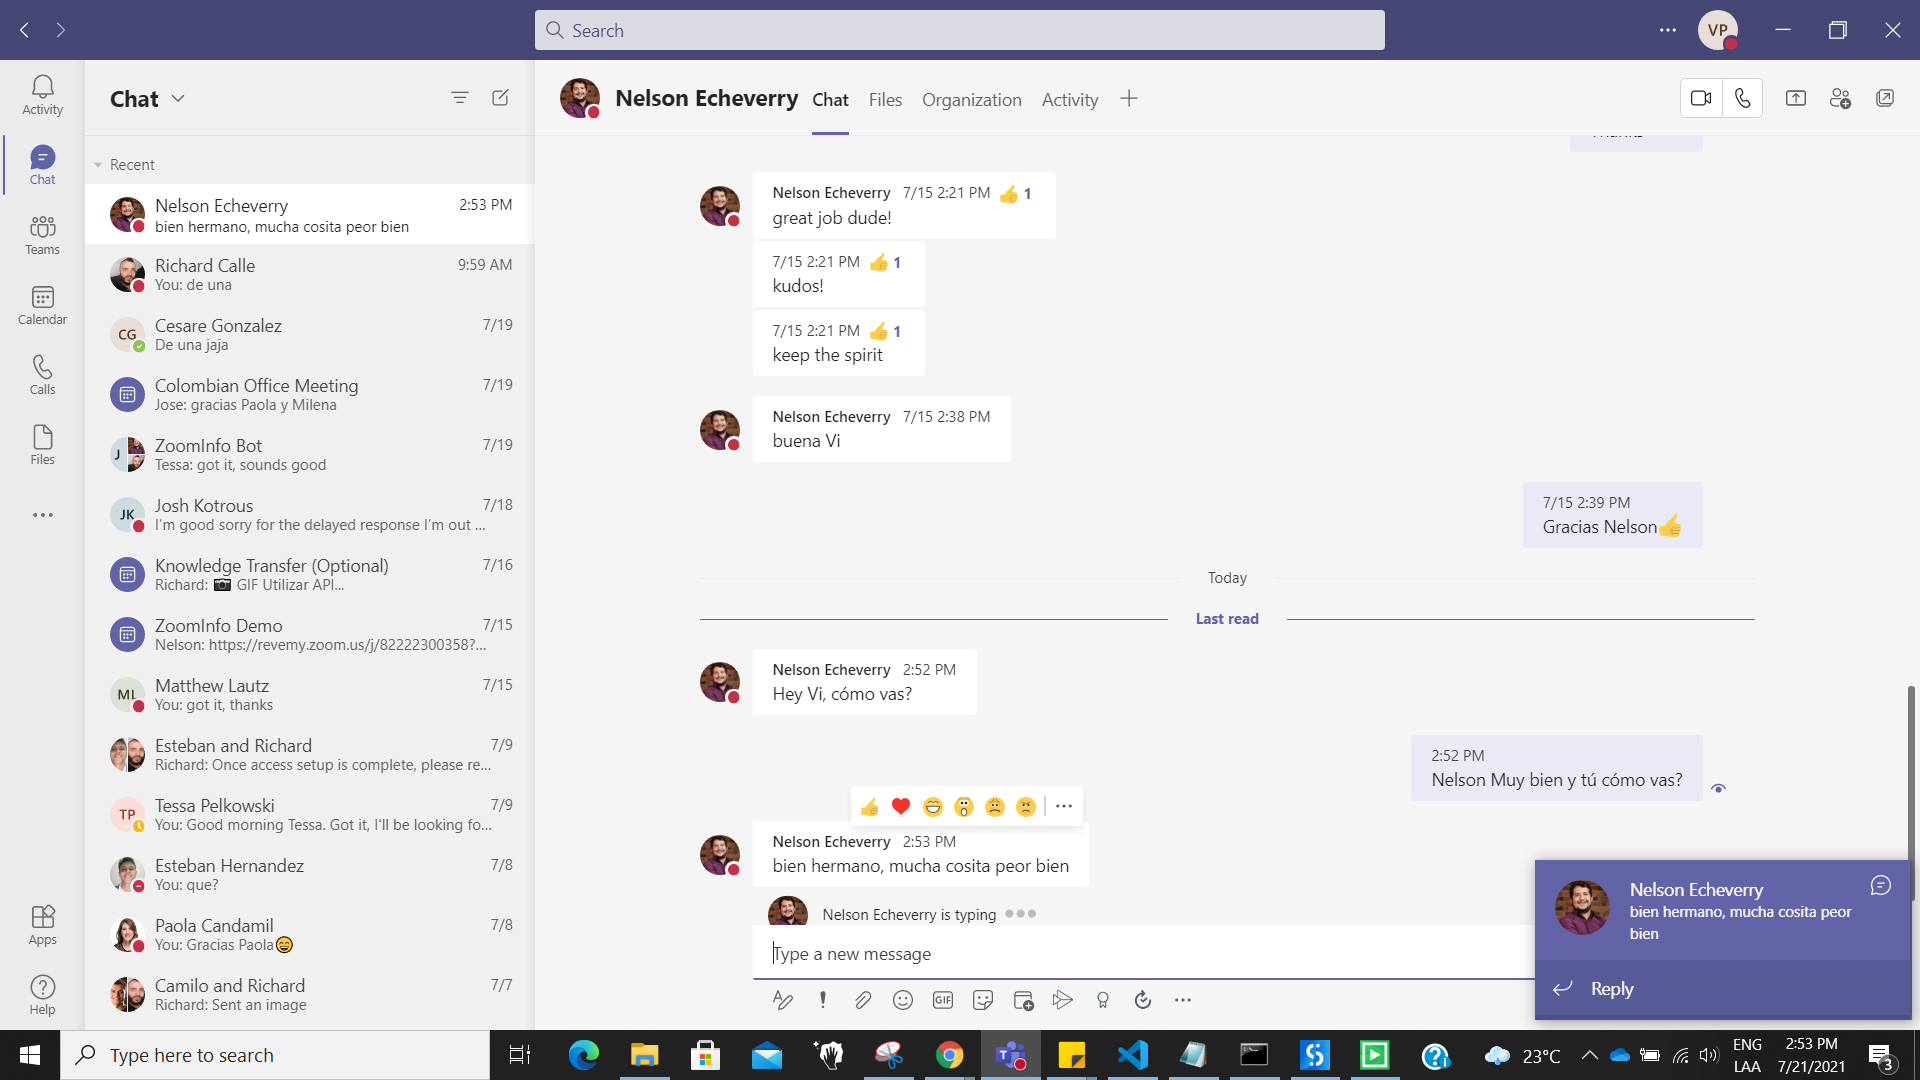 Search
VP
Activity
Chat
Teams
Calendar
Calls
Files
Apps
Help
Chat
Recent
Nelson Echeverry 2:53 PM
bien hermano, mucha cosita peor bien
Richard Calle 9:59 AM
You: de una
CG
Cesare Gonzalez 7/19
De una jaja
Colombian Office Meeting 7/19
Jose: gracias Paola y Milena
J
ZoomInfo Bot 7/19
Tessa: got it, sounds good
JK
Josh Kotrous 7/18
I'm good sorry for the delayed response I'm out ...
Knowledge Transfer (Optional) 7/16
Richard: 📷 GIF Utilizar API...
ZoomInfo Demo 7/15
Nelson: https://revemy.zoom.us/j/82222300358?...
ML
Matthew Lautz 7/15
You: got it, thanks
Esteban and Richard 7/9
Richard: Once access setup is complete, please re...
TP
Tessa Pelkowski 7/9
You: Good morning Tessa. Got it, I'll be looking fo...
Esteban Hernandez 7/8
You: que?
Paola Candamil 7/8
You: Gracias Paola😄
Camilo and Richard 7/7
Richard: Sent an image
Nelson Echeverry Chat Files Organization Activity
Nelson Echeverry 7/15 2:21 PM 👍 1
great job dude!
7/15 2:21 PM 👍 1
kudos!
7/15 2:21 PM 👍 1
keep the spirit
Nelson Echeverry 7/15 2:38 PM
buena Vi
7/15 2:39 PM
Gracias Nelson👍
Today
Last read
Nelson Echeverry 2:52 PM
Hey Vi, cómo vas?
2:52 PM
Nelson Muy bien y tú cómo vas?
Nelson Echeverry 2:53 PM
bien hermano, mucha cosita peor bien
Nelson Echeverry is typing
Type a new message
GIF
Nelson Echeverry
bien hermano, mucha cosita peor
bien
Reply
Type here to search
23°C
ENG
LAA
2:53 PM
7/21/2021
3